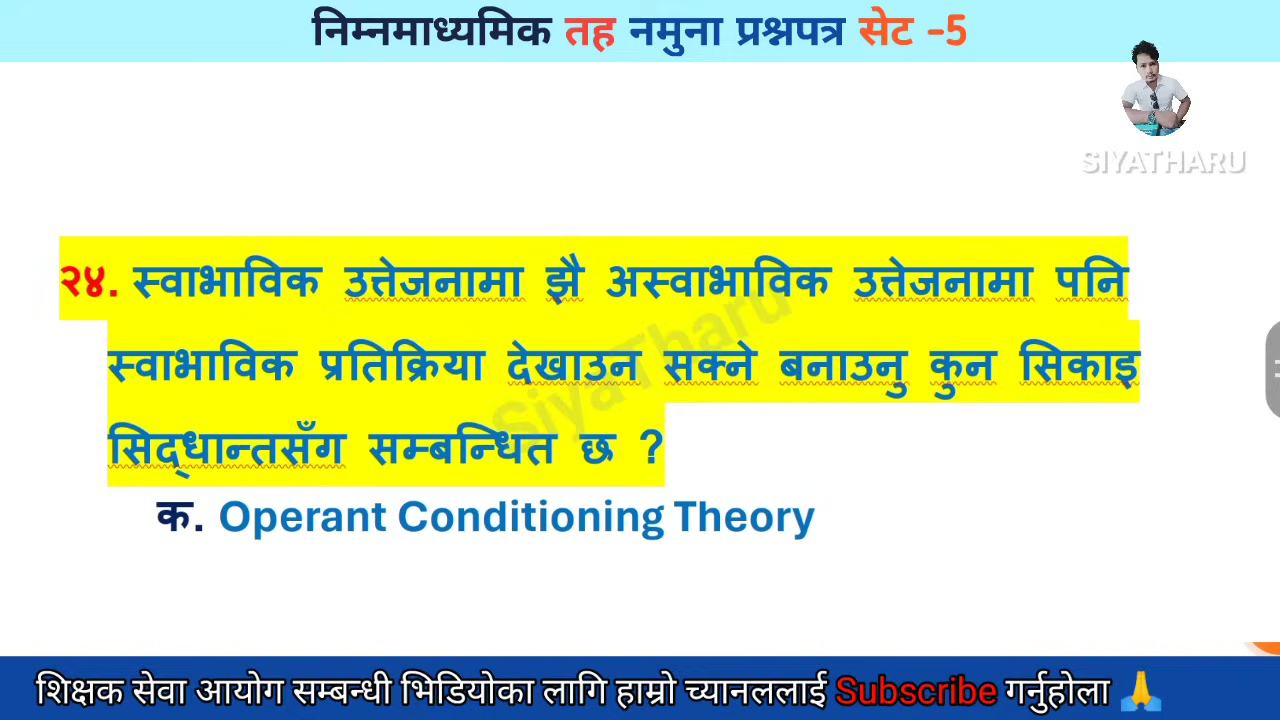 निम्नमाध्यमिक तह नमुना प्रश्नपत्र सेट -5
SIYATHARU
२४. स्वाभाविक उत्तेजनामा झै अस्वाभाविक उत्तेजनामा पनि
स्वाभाविक प्रतिक्रिया देखाउन सक्ने बनाउनु कुन सिकाइ
सिद्धान्तसँग सम्बन्धित छ ?
SiyaTharu
क. Operant Conditioning Theory
शिक्षक सेवा आयोग सम्बन्धी भिडियोका लागि हाम्रो च्यानललाई Subscribe गर्नुहोला 🙏